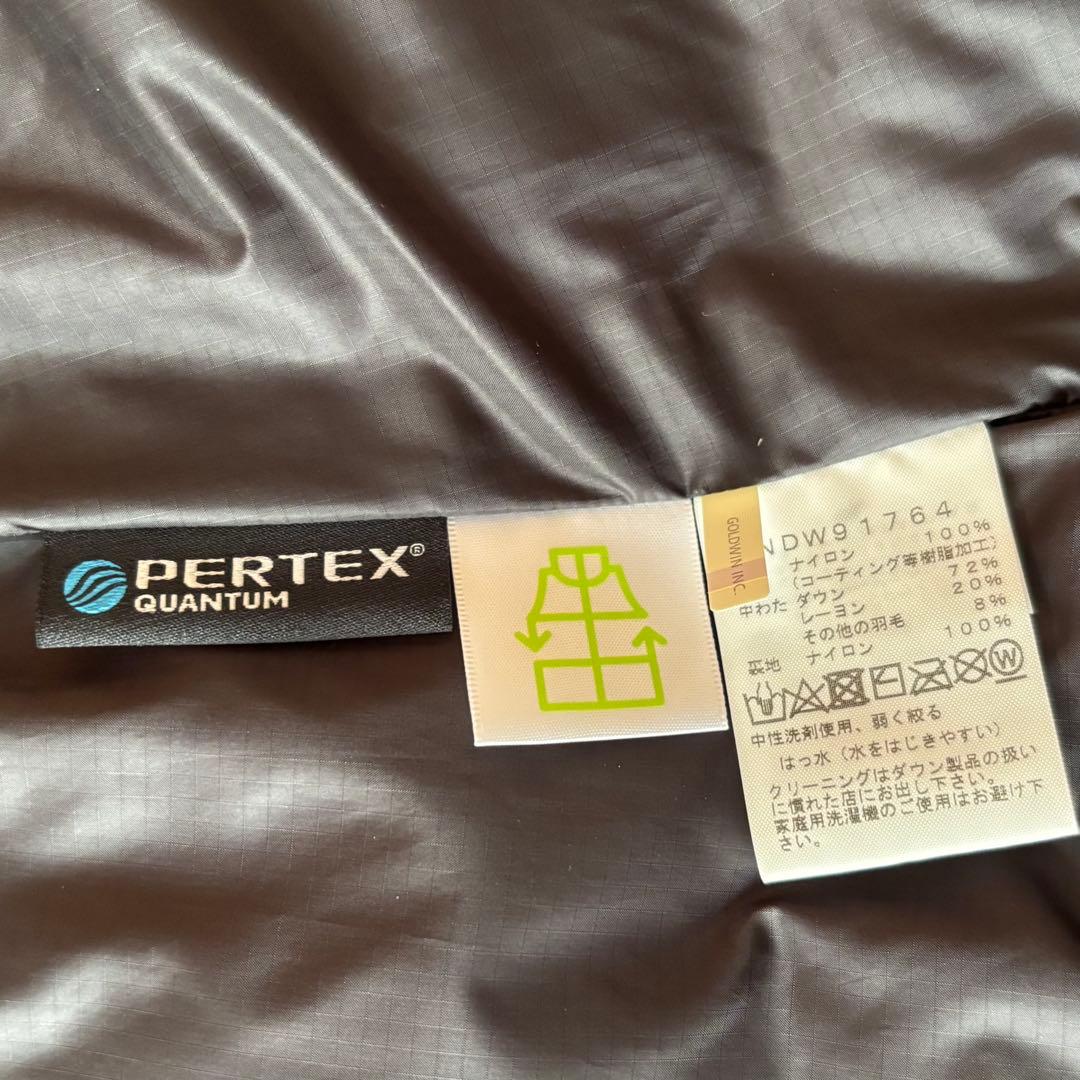 PERTEX®
QUANTUM
GOLDWIN INC.
NDW91764
ナイロン 100%
(コーティング等樹脂加工)
中わた ダウン 72%
レーヨン 20%
その他の羽毛 8%
裏地 ナイロン 100%
W
中性洗剤使用、弱く絞る
はっ水（水をはじきやすい）
クリーニングはダウン製品の扱い
に慣れた店にお出し下さい。
家庭用洗濯機のご使用はお避け下
さい。